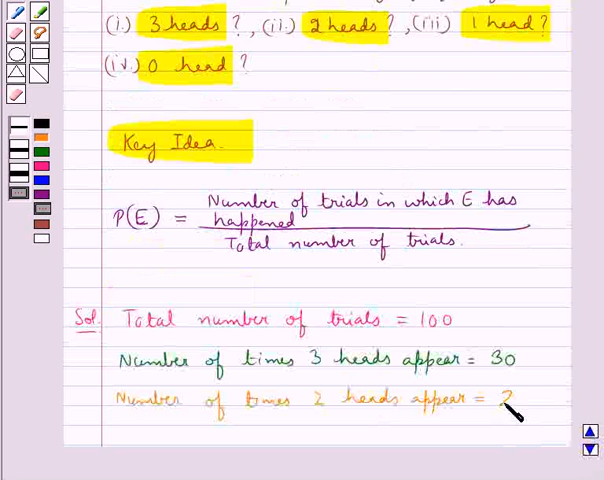 (i.) 3 heads ?, (ii.) 2 heads ?, (iii) 1 head ?
(iv.) 0 head ?
Key Idea.
P(E) = Number of trials in which E has happened
Total number of trials.
Sol. Total number of trials = 100
Number of times 3 heads appear = 30
Number of times 2 heads appear = 2